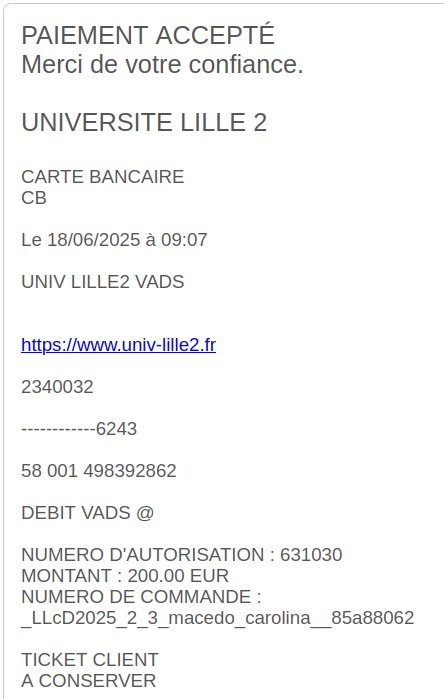 PAIEMENT ACCEPTÉ
Merci de votre confiance.
UNIVERSITE LILLE 2
CARTE BANCAIRE
CB
Le 18/06/2025 à 09:07
UNIV LILLE2 VADS
https://www.univ-lille2.fr
2340032
------------6243
58 001 498392862
DEBIT VADS @
NUMERO D'AUTORISATION : 631030
MONTANT : 200.00 EUR
NUMERO DE COMMANDE :
_LLcD2025_2_3_macedo_carolina__85a88062
TICKET CLIENT
A CONSERVER